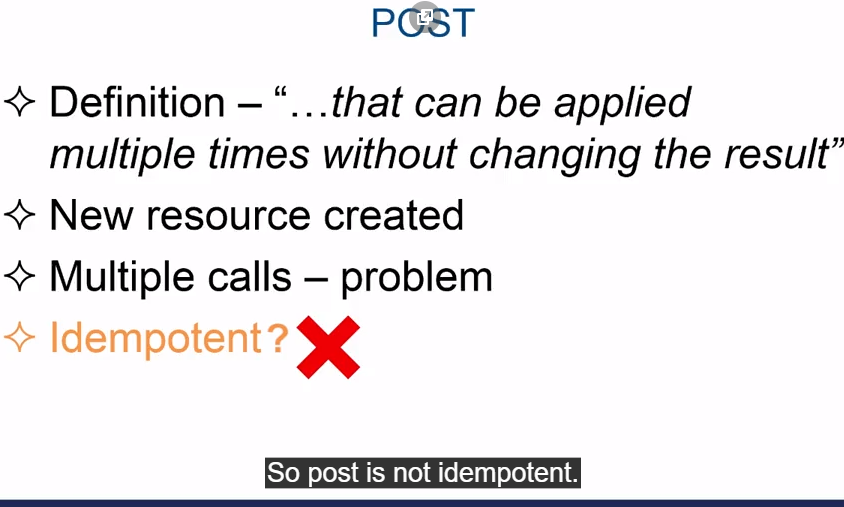 POST
Definition – “…that can be applied
multiple times without changing the result”
New resource created
Multiple calls – problem
Idempotent?
So post is not idempotent.